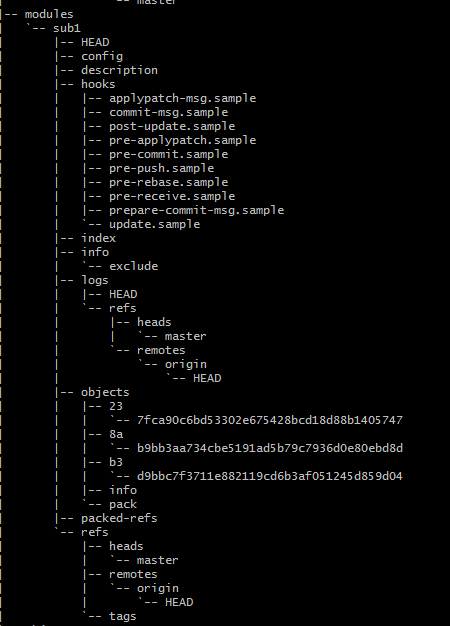 `-- master
|-- modules
|   `-- sub1
|       |-- HEAD
|       |-- config
|       |-- description
|       |-- hooks
|       |   |-- applypatch-msg.sample
|       |   |-- commit-msg.sample
|       |   |-- post-update.sample
|       |   |-- pre-applypatch.sample
|       |   |-- pre-commit.sample
|       |   |-- pre-push.sample
|       |   |-- pre-rebase.sample
|       |   |-- pre-receive.sample
|       |   |-- prepare-commit-msg.sample
|       |   `-- update.sample
|       |-- index
|       |-- info
|       |   `-- exclude
|       |-- logs
|       |   |-- HEAD
|       |   `-- refs
|       |       |-- heads
|       |       |   `-- master
|       |       `-- remotes
|       |           `-- origin
|       |               `-- HEAD
|       |-- objects
|       |   |-- 23
|       |   |   `-- 7fca90c6bd53302e675428bcd18d88b1405747
|       |   |-- 8a
|       |   |   `-- b9bb3aa734cbe5191ad5b79c7936d0e80ebd8d
|       |   |-- b3
|       |   |   `-- d9bbc7f3711e882119cd6b3af051245d859d04
|       |   |-- info
|       |   `-- pack
|       |-- packed-refs
|       `-- refs
|           |-- heads
|           |   `-- master
|           |-- remotes
|           |   `-- origin
|           |       `-- HEAD
|           `-- tags